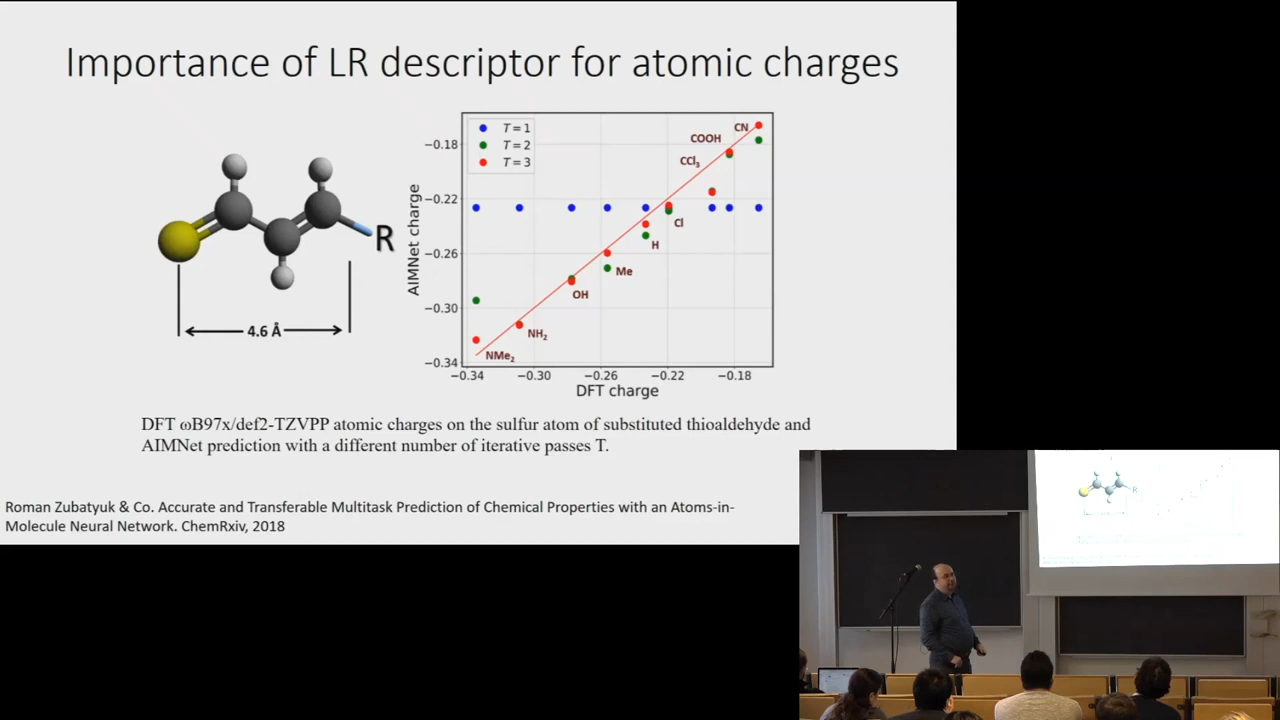 Importance of LR descriptor for atomic charges
R
4.6 Å
AIMNet charge
−0.18
−0.22
−0.26
−0.30
−0.34
T = 1
T = 2
T = 3
CN
COOH
CCl₃
Cl
H
Me
OH
NH₂
NMe₂
−0.34
−0.30
−0.26
−0.22
−0.18
DFT charge
DFT ωB97x/def2-TZVPP atomic charges on the sulfur atom of substituted thioaldehyde and
AIMNet prediction with a different number of iterative passes T.
Roman Zubatyuk & Co. Accurate and Transferable Multitask Prediction of Chemical Properties with an Atoms-in-
Molecule Neural Network. ChemRxiv, 2018